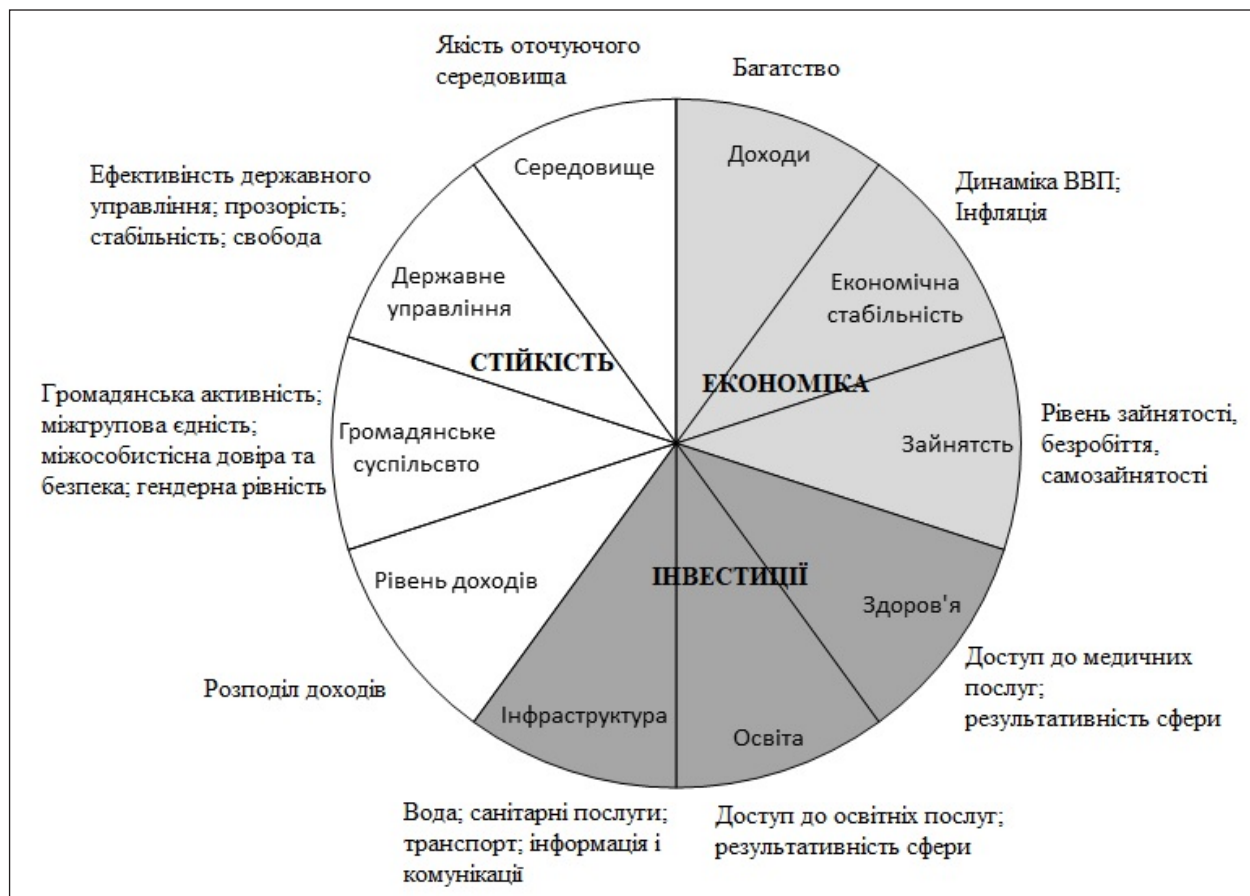 Якість оточуючого
середовища
Багатство
Доходи
Середовище
Динаміка ВВП;
Інфляція
Ефективінсть державного
управління; прозорість;
стабільність; свобода
Державне
управління
Економічна
стабільність
СТІЙКІСТЬ
ЕКОНОМІКА
Громадянська активність;
міжгрупова єдність;
міжособистісна довіра та
безпека; гендерна рівність
Громадянське
суспільсвто
Зайнятсть
Рівень зайнятості,
безробіття,
самозайнятості
Рівень доходів
ІНВЕСТИЦІЇ
Здоров'я
Розподіл доходів
Інфраструктура
Освіта
Доступ до медичних
послуг;
результативність сфери
Вода; санітарні послуги;
транспорт; інформація і
комунікації
Доступ до освітніх послуг;
результативність сфери